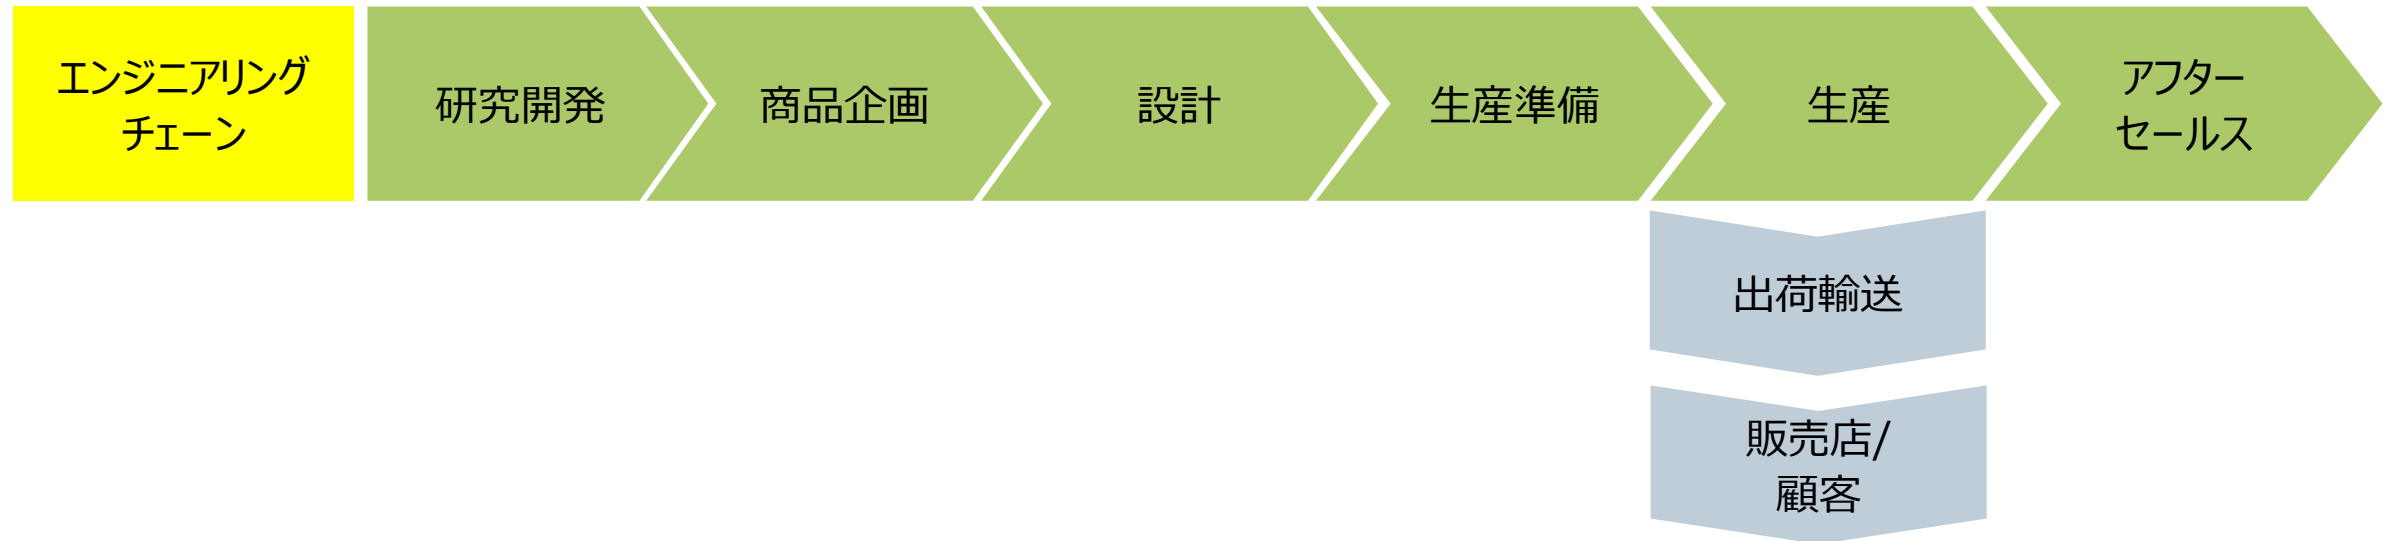 エンジニアリング
チェーン
研究開発
商品企画
設計
生産準備
生産
アフター
セールス
出荷輸送
販売店/
顧客